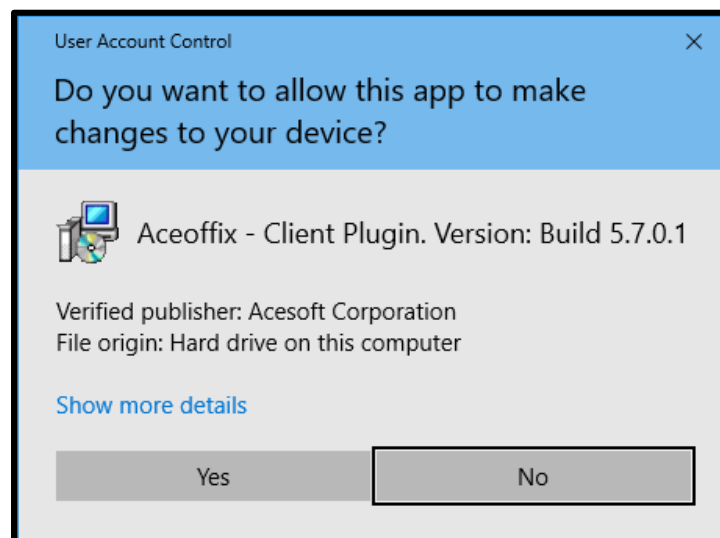 User Account Control
Do you want to allow this app to make
changes to your device?
Aceoffix - Client Plugin. Version: Build 5.7.0.1
Verified publisher: Acesoft Corporation
File origin: Hard drive on this computer
Show more details
Yes
No